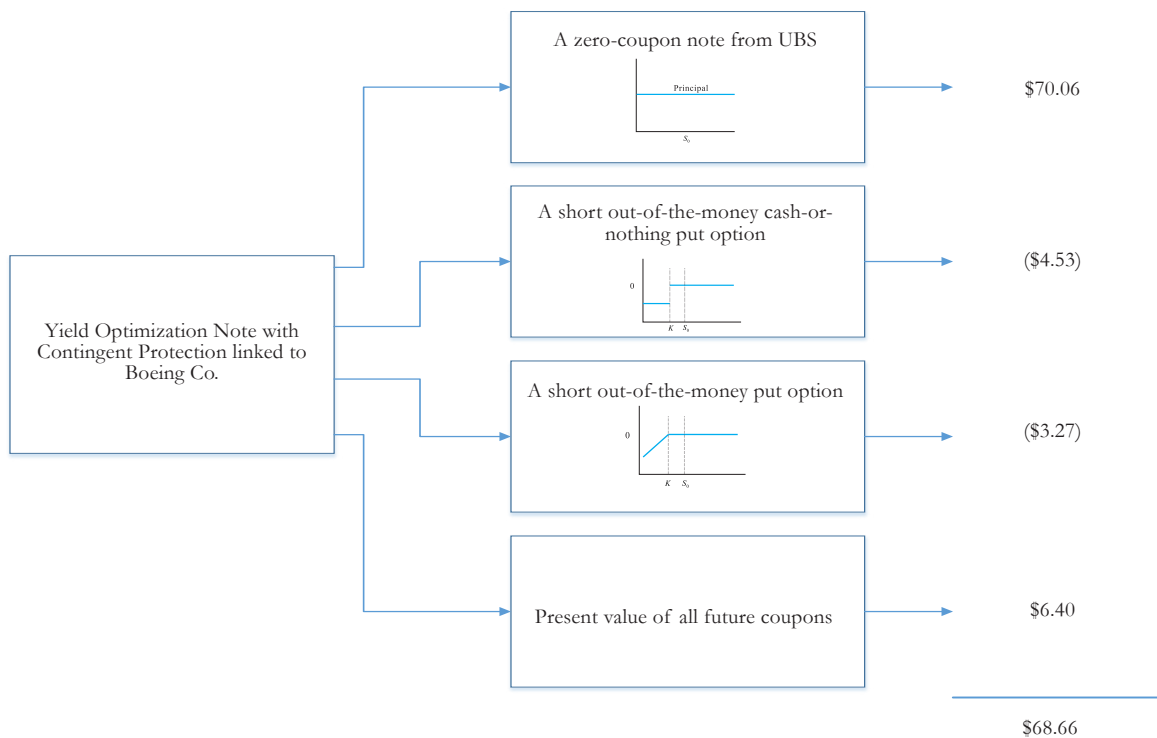 A zero-coupon note from UBS
Principal
S₀
$70.06
A short out-of-the-money cash-or-
nothing put option
0
K S₀
($4.53)
Yield Optimization Note with
Contingent Protection linked to
Boeing Co.
A short out-of-the-money put option
0
K S₀
($3.27)
Present value of all future coupons
$6.40
$68.66